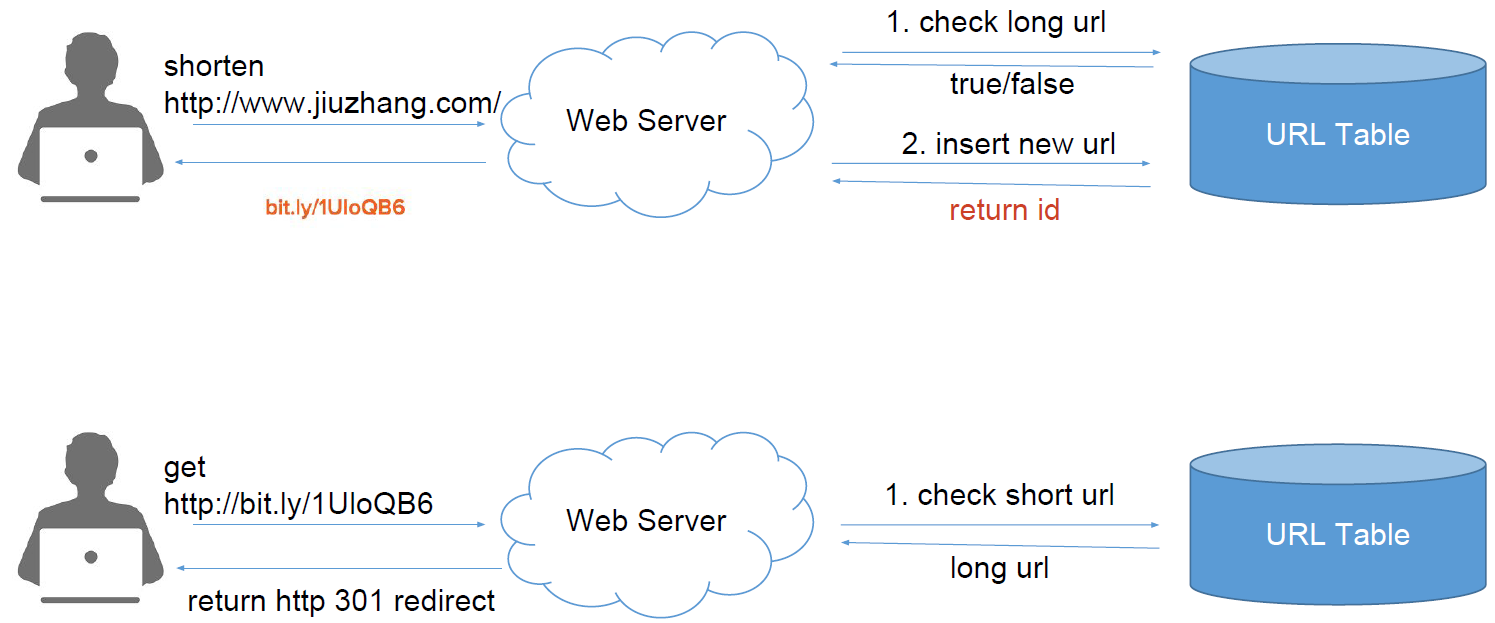 shorten
http://www.jiuzhang.com/
bit.ly/1UIoQB6
Web Server
1. check long url
true/false
2. insert new url
return id
URL Table
get
http://bit.ly/1UIoQB6
return http 301 redirect
Web Server
1. check short url
long url
URL Table